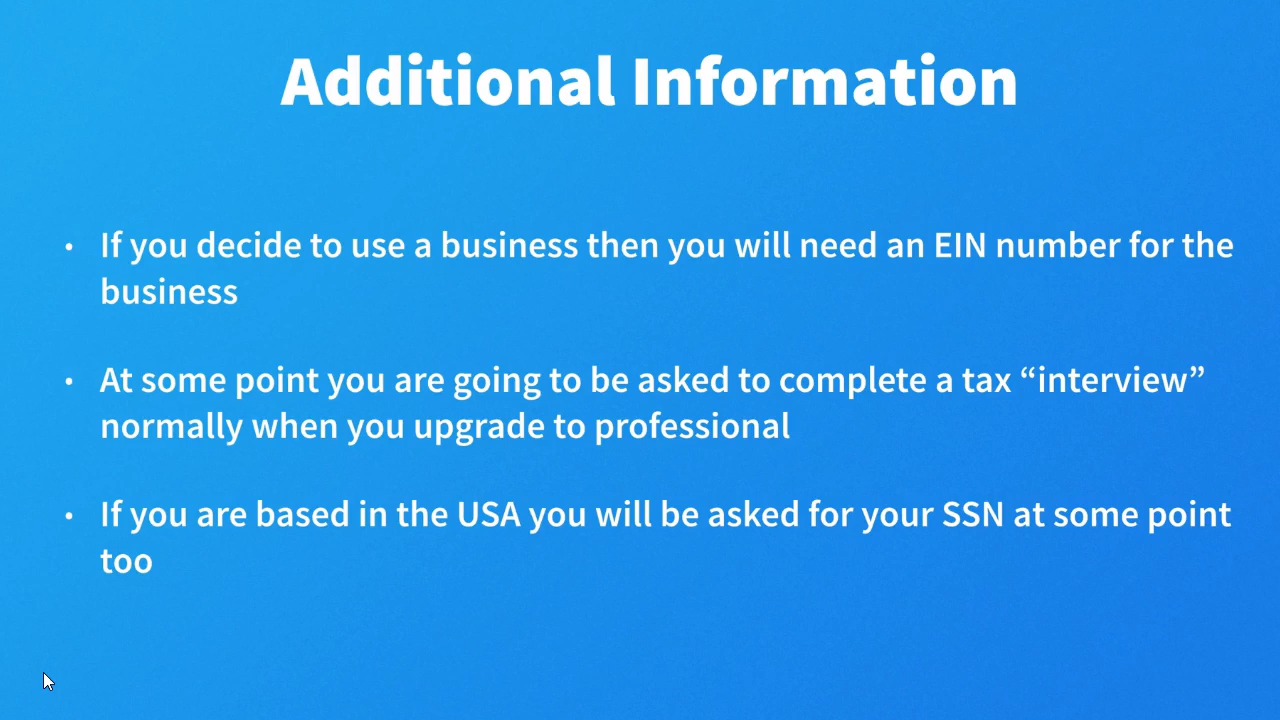 Additional Information
• If you decide to use a business then you will need an EIN number for the
business
• At some point you are going to be asked to complete a tax “interview”
normally when you upgrade to professional
• If you are based in the USA you will be asked for your SSN at some point
too